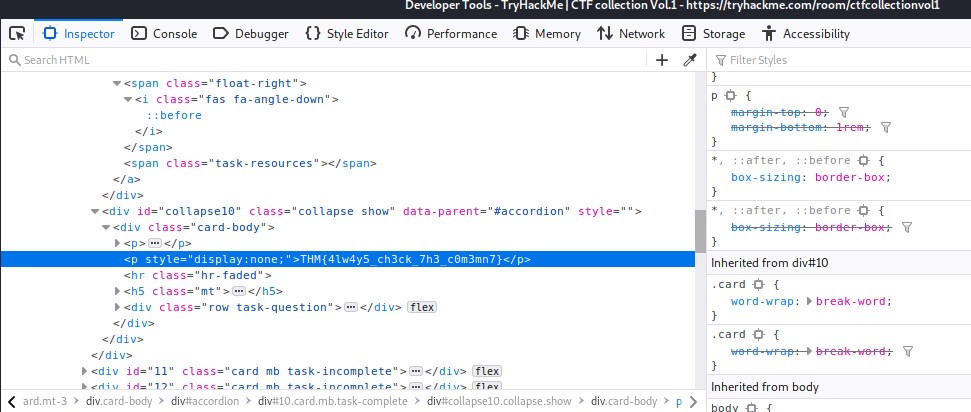 Developer Tools - TryHackMe | CTF collection Vol.1 - https://tryhackme.com/room/ctfcollectionvol1
Inspector Console Debugger Style Editor Performance Memory Network Storage Accessibility
Search HTML
<span class="float-right">
<i class="fas fa-angle-down">
::before
</i>
</span>
<span class="task-resources"></span>
</a>
</div>
<div id="collapse10" class="collapse show" data-parent="#accordion" style="">
<div class="card-body">
<p>…</p>
<p style="display:none;">THM{4lw4y5_ch3ck_7h3_c0m3mn7}</p>
<hr class="hr-faded">
<h5 class="mt">…</h5>
<div class="row task-question">…</div> flex
</div>
</div>
</div>
<div id="11" class="card mb task-incomplete">…</div> flex
<div id="12" class="card mb task-incomplete">…</div> flex
ard.mt-3 div.card-body div#accordion div#10.card.mb.task-complete div#collapse10.collapse.show div.card-body p
Filter Styles
}
p {
margin-top: 0;
margin-bottom: 1rem;
}
*, ::after, ::before {
box-sizing: border-box;
}
*, ::after, ::before {
box-sizing: border-box;
}
Inherited from div#10
.card {
word-wrap: break-word;
}
.card {
word-wrap: break-word;
}
Inherited from body
body {